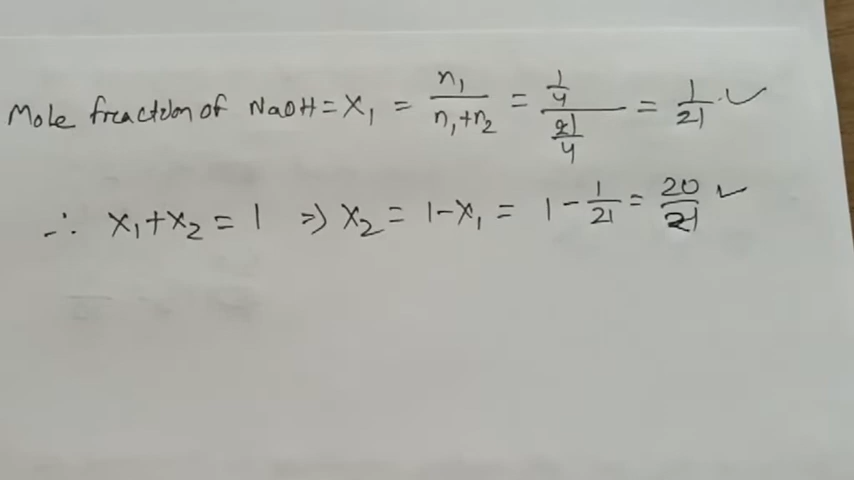 Mole fraction of NaOH = X₁ = n₁/(n₁+n₂) = (1/4)/(21/4) = 1/21 . ✓
∴ X₁+X₂ = 1 ⇒ X₂ = 1-X₁ = 1 - 1/21 = 20/21 ✓